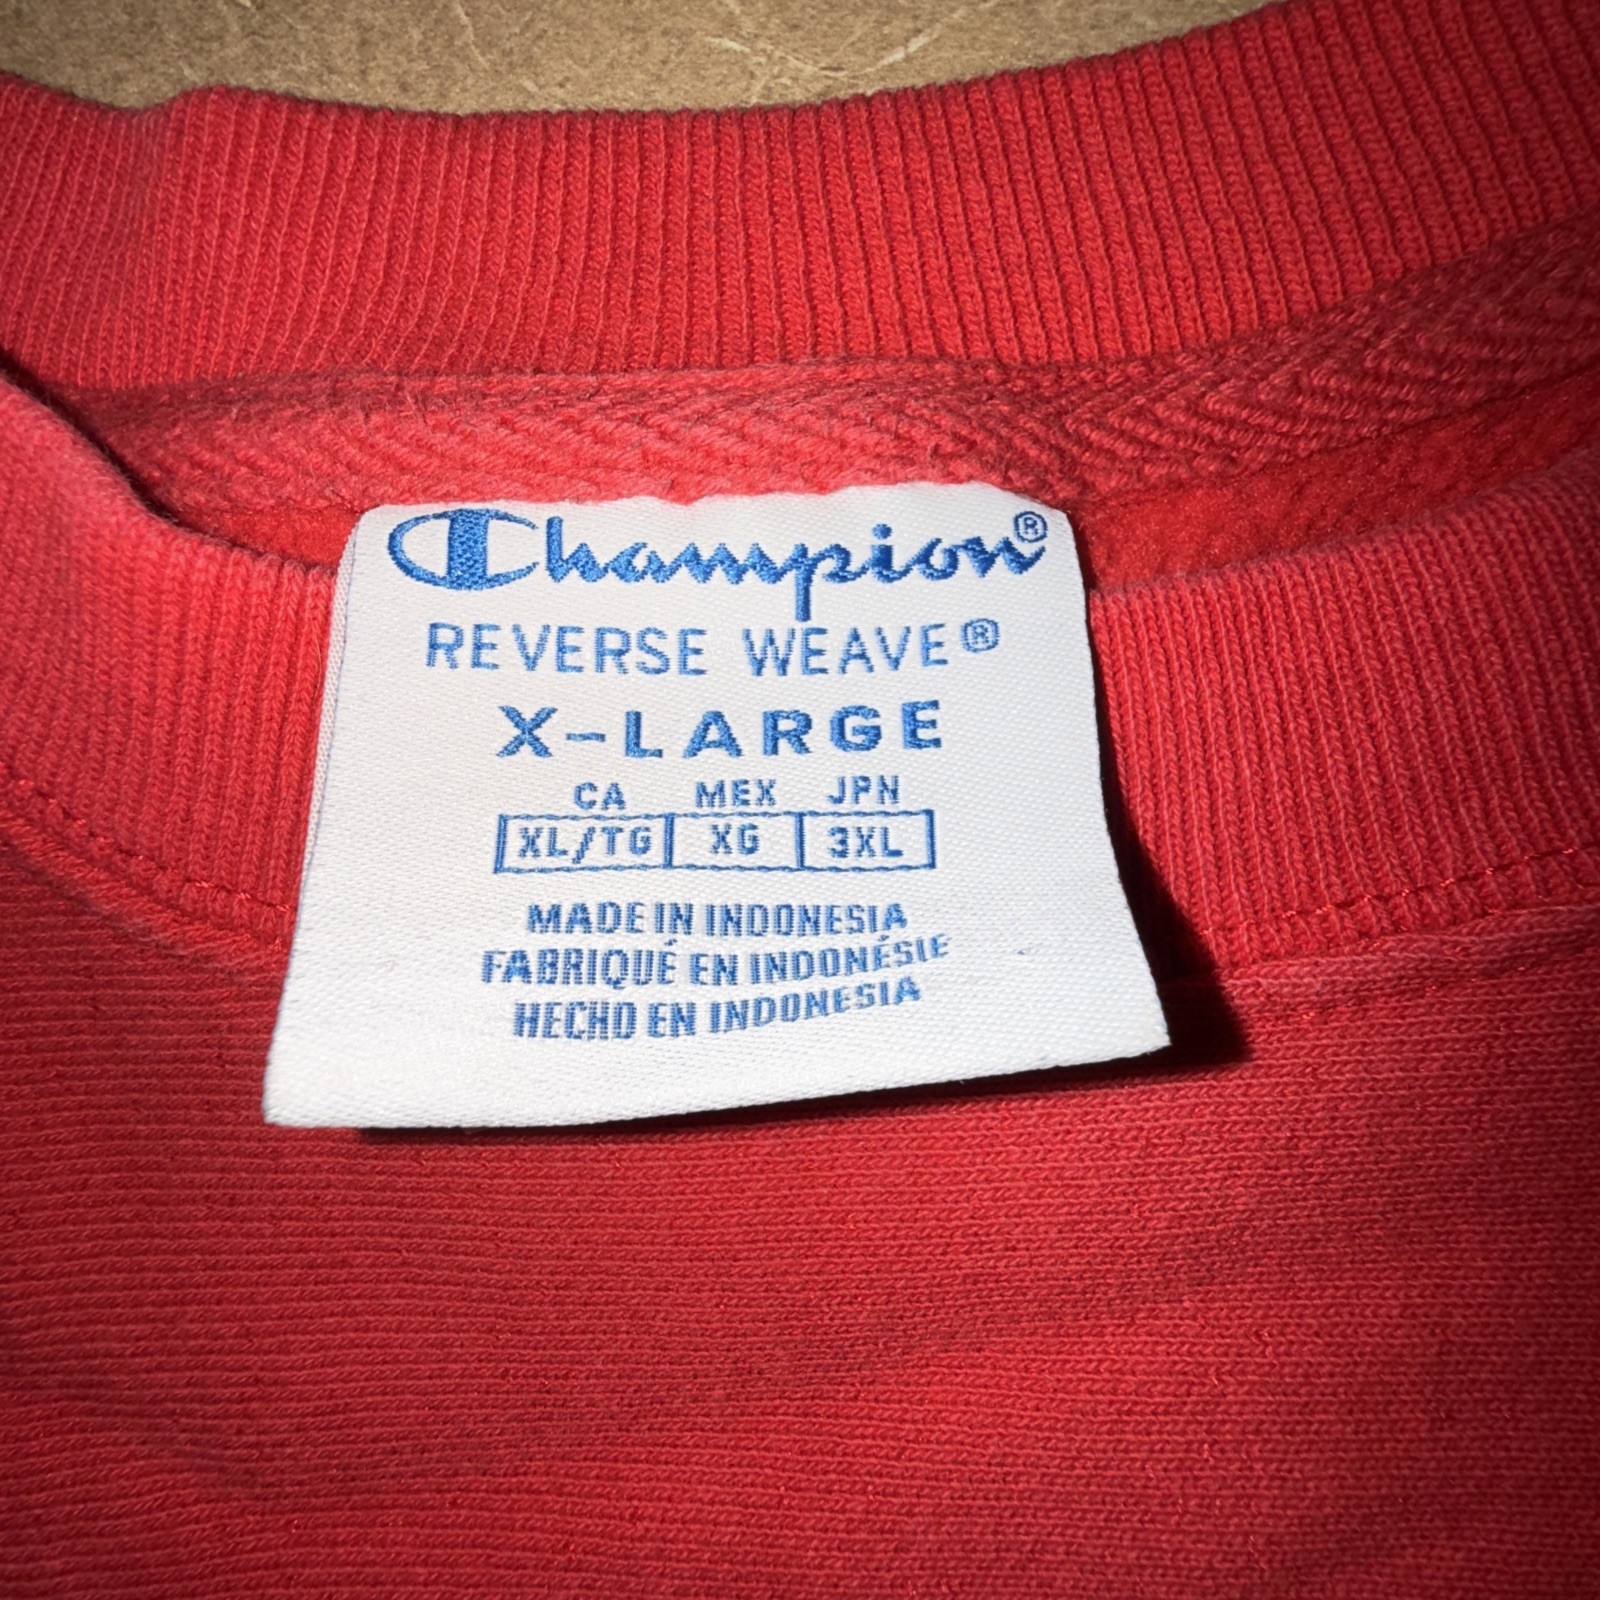 Champion®
REVERSE WEAVE®
X-LARGE
CA MEX JPN
XL/TG XG 3XL
MADE IN INDONESIA
FABRIQUÉ EN INDONÉSIE
HECHO EN INDONESIA